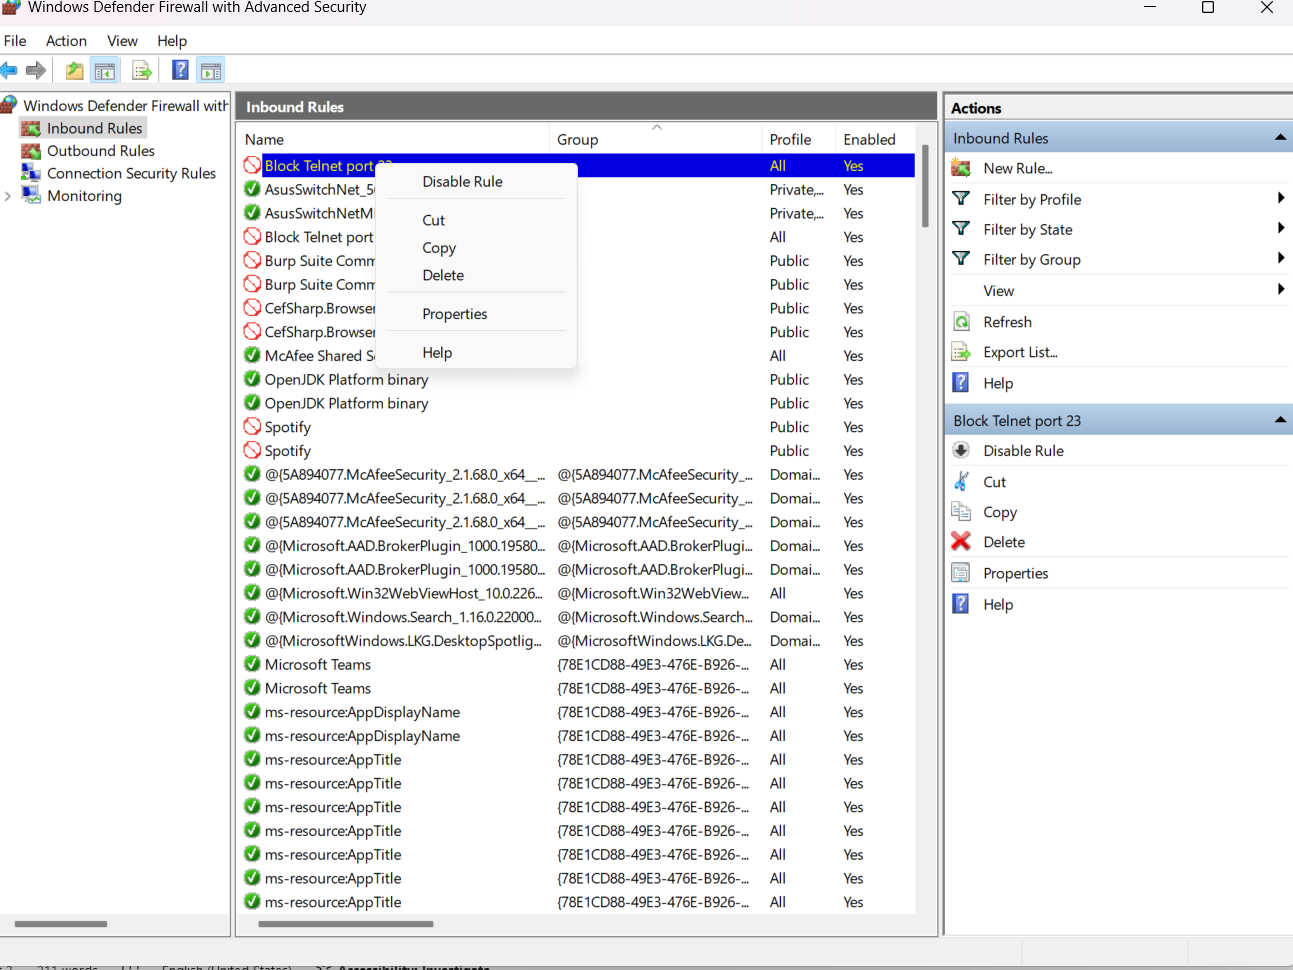 Windows Defender Firewall with Advanced Security
File Action View Help
Windows Defender Firewall with
Inbound Rules
Outbound Rules
Connection Security Rules
Monitoring
Inbound Rules
Name Group Profile Enabled
Block Telnet port 23 All Yes
AsusSwitchNet_5 Private,... Yes
AsusSwitchNetM Private,... Yes
Block Telnet port All Yes
Burp Suite Comm Public Yes
Burp Suite Comm Public Yes
CefSharp.Browser Public Yes
CefSharp.Browser Public Yes
McAfee Shared S All Yes
OpenJDK Platform binary Public Yes
OpenJDK Platform binary Public Yes
Spotify Public Yes
Spotify Public Yes
@{5A894077.McAfeeSecurity_2.1.68.0_x64__... @{5A894077.McAfeeSecurity_... Domai... Yes
@{5A894077.McAfeeSecurity_2.1.68.0_x64__... @{5A894077.McAfeeSecurity_... Domai... Yes
@{5A894077.McAfeeSecurity_2.1.68.0_x64__... @{5A894077.McAfeeSecurity_... Domai... Yes
@{Microsoft.AAD.BrokerPlugin_1000.19580... @{Microsoft.AAD.BrokerPlugi... Domai... Yes
@{Microsoft.AAD.BrokerPlugin_1000.19580... @{Microsoft.AAD.BrokerPlugi... Domai... Yes
@{Microsoft.Win32WebViewHost_10.0.226... @{Microsoft.Win32WebView... All Yes
@{Microsoft.Windows.Search_1.16.0.22000... @{Microsoft.Windows.Search... Domai... Yes
@{MicrosoftWindows.LKG.DesktopSpotlig... @{MicrosoftWindows.LKG.De... Domai... Yes
Microsoft Teams {78E1CD88-49E3-476E-B926-... All Yes
Microsoft Teams {78E1CD88-49E3-476E-B926-... All Yes
ms-resource:AppDisplayName {78E1CD88-49E3-476E-B926-... All Yes
ms-resource:AppDisplayName {78E1CD88-49E3-476E-B926-... All Yes
ms-resource:AppTitle {78E1CD88-49E3-476E-B926-... All Yes
ms-resource:AppTitle {78E1CD88-49E3-476E-B926-... All Yes
ms-resource:AppTitle {78E1CD88-49E3-476E-B926-... All Yes
ms-resource:AppTitle {78E1CD88-49E3-476E-B926-... All Yes
ms-resource:AppTitle {78E1CD88-49E3-476E-B926-... All Yes
ms-resource:AppTitle {78E1CD88-49E3-476E-B926-... All Yes
ms-resource:AppTitle {78E1CD88-49E3-476E-B926-... All Yes
Disable Rule
Cut
Copy
Delete
Properties
Help
Actions
Inbound Rules
New Rule...
Filter by Profile
Filter by State
Filter by Group
View
Refresh
Export List...
Help
Block Telnet port 23
Disable Rule
Cut
Copy
Delete
Properties
Help
211 words English (United States) Accessibility: Investigate